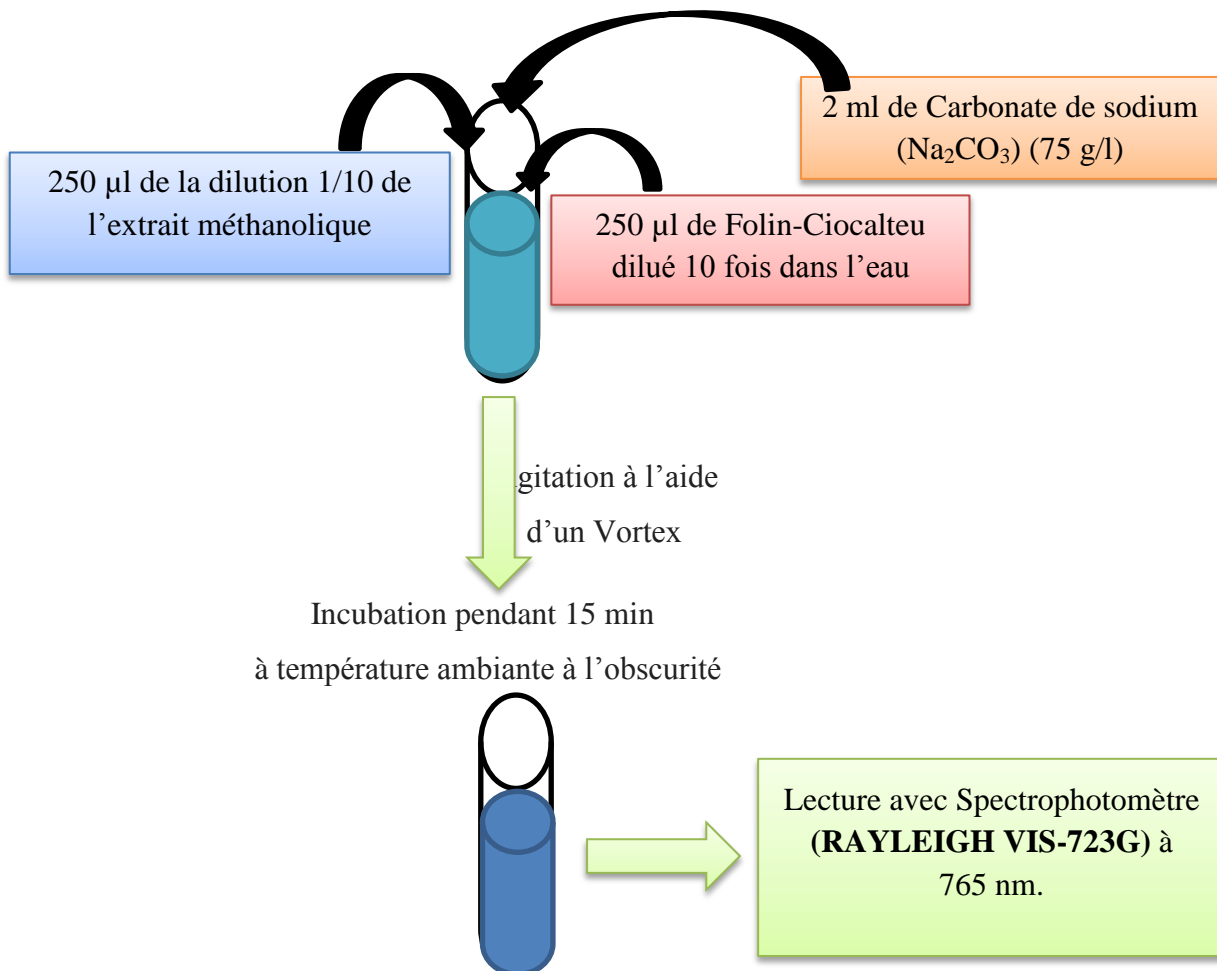 2 ml de Carbonate de sodium
(Na₂CO₃) (75 g/l)
250 µl de la dilution 1/10 de
l’extrait méthanolique
250 µl de Folin-Ciocalteu
dilué 10 fois dans l’eau
gitation à l’aide
d’un Vortex
Incubation pendant 15 min
à température ambiante à l’obscurité
Lecture avec Spectrophotomètre
(RAYLEIGH VIS-723G) à
765 nm.